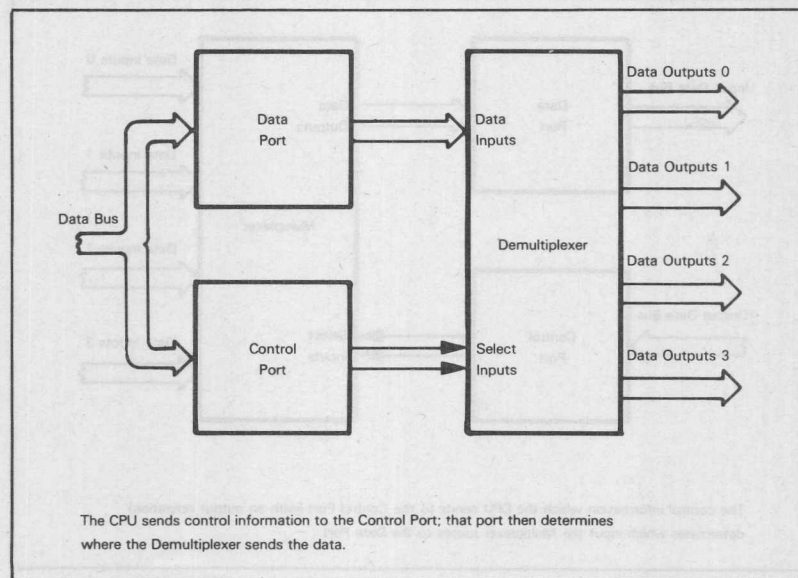 Data Outputs 0
Data
Port
Data
Inputs
Data Outputs 1
Data Bus
Demultiplexer
Data Outputs 2
Control
Port
Select
Inputs
Data Outputs 3
The CPU sends control information to the Control Port; that port then determines
where the Demultiplexer sends the data.